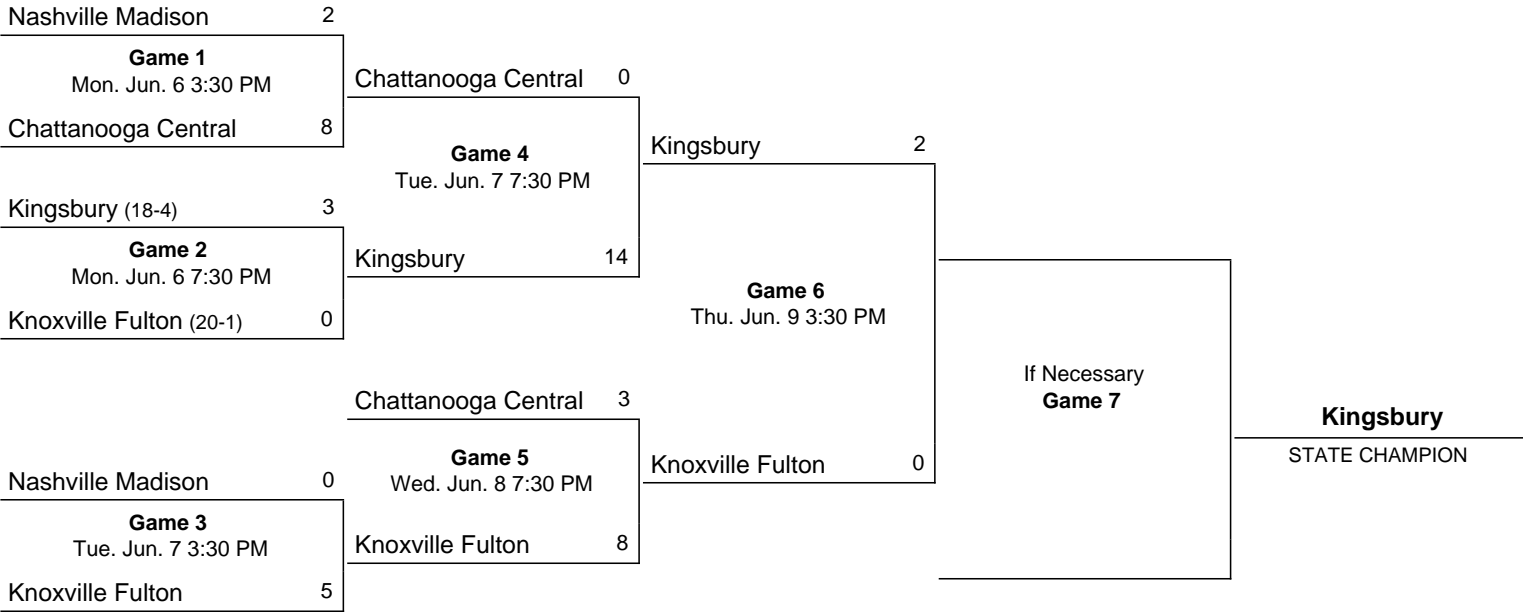 Nashville Madison 2
Game 1
Mon. Jun. 6 3:30 PM
Chattanooga Central 8
Kingsbury (18-4) 3
Game 2
Mon. Jun. 6 7:30 PM
Knoxville Fulton (20-1) 0
Nashville Madison 0
Game 3
Tue. Jun. 7 3:30 PM
Knoxville Fulton 5
Chattanooga Central 0
Game 4
Tue. Jun. 7 7:30 PM
Kingsbury 14
Chattanooga Central 3
Game 5
Wed. Jun. 8 7:30 PM
Knoxville Fulton 8
Kingsbury 2
Game 6
Thu. Jun. 9 3:30 PM
Knoxville Fulton 0
If Necessary
Game 7
Kingsbury
STATE CHAMPION